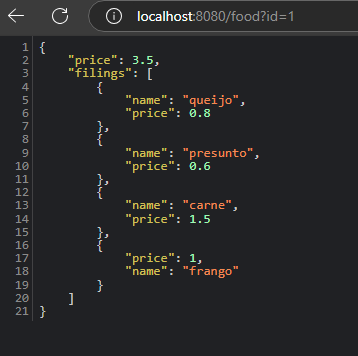 localhost:8080/food?id=1
1 {
2     "price": 3.5,
3     "filings": [
4         {
5             "name": "queijo",
6             "price": 0.8
7         },
8         {
9             "name": "presunto",
10             "price": 0.6
11         },
12         {
13             "name": "carne",
14             "price": 1.5
15         },
16         {
17             "price": 1,
18             "name": "frango"
19         }
20     ]
21 }